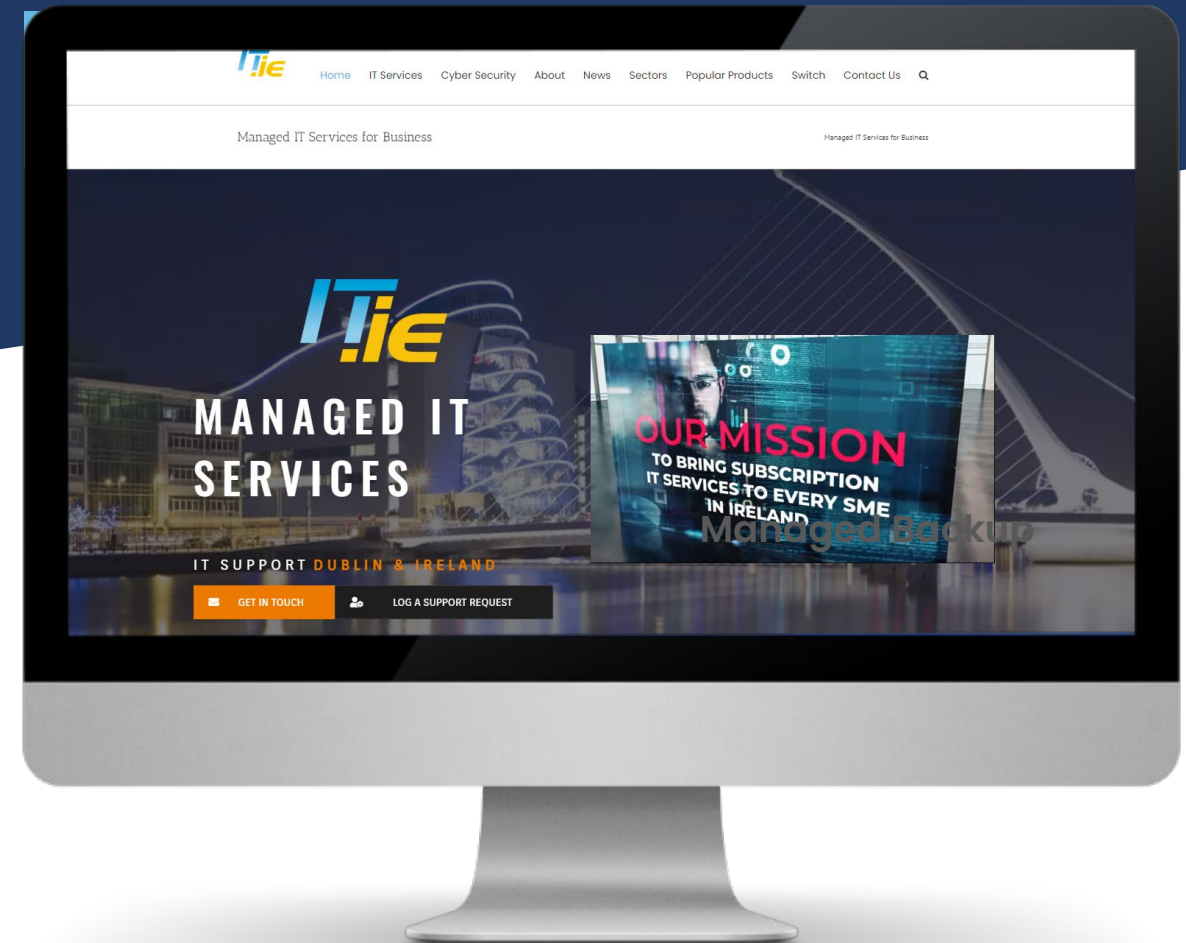 IT.ie
Home IT Services Cyber Security About News Sectors Popular Products Switch Contact Us
Managed IT Services for Business
Managed IT Services for Business
IT.ie
MANAGED IT
SERVICES
IT SUPPORT DUBLIN & IRELAND
GET IN TOUCH
LOG A SUPPORT REQUEST
OUR MISSION
TO BRING SUBSCRIPTION
IT SERVICES TO EVERY SME
IN IRELAND
Managed Backup